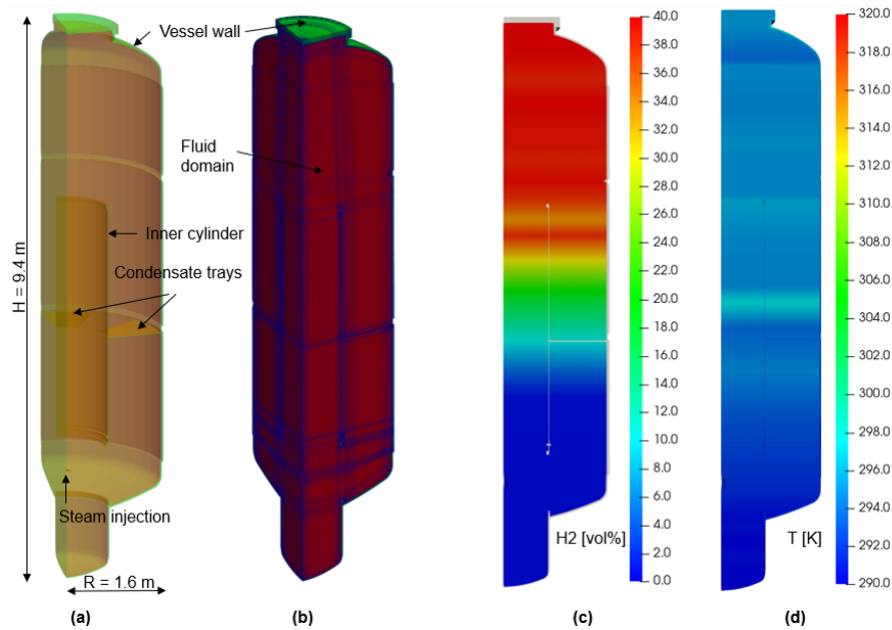 Vessel wall
H = 9.4 m
Fluid
domain
Inner cylinder
Condensate trays
Steam injection
R = 1.6 m
(a)
(b)
40.0
38.0
36.0
34.0
32.0
30.0
28.0
26.0
24.0
22.0
20.0
18.0
16.0
14.0
12.0
10.0
8.0
6.0
4.0
2.0
0.0
H2 [vol%]
(c)
320.0
318.0
316.0
314.0
312.0
310.0
308.0
306.0
304.0
302.0
300.0
298.0
296.0
294.0
292.0
290.0
T [K]
(d)